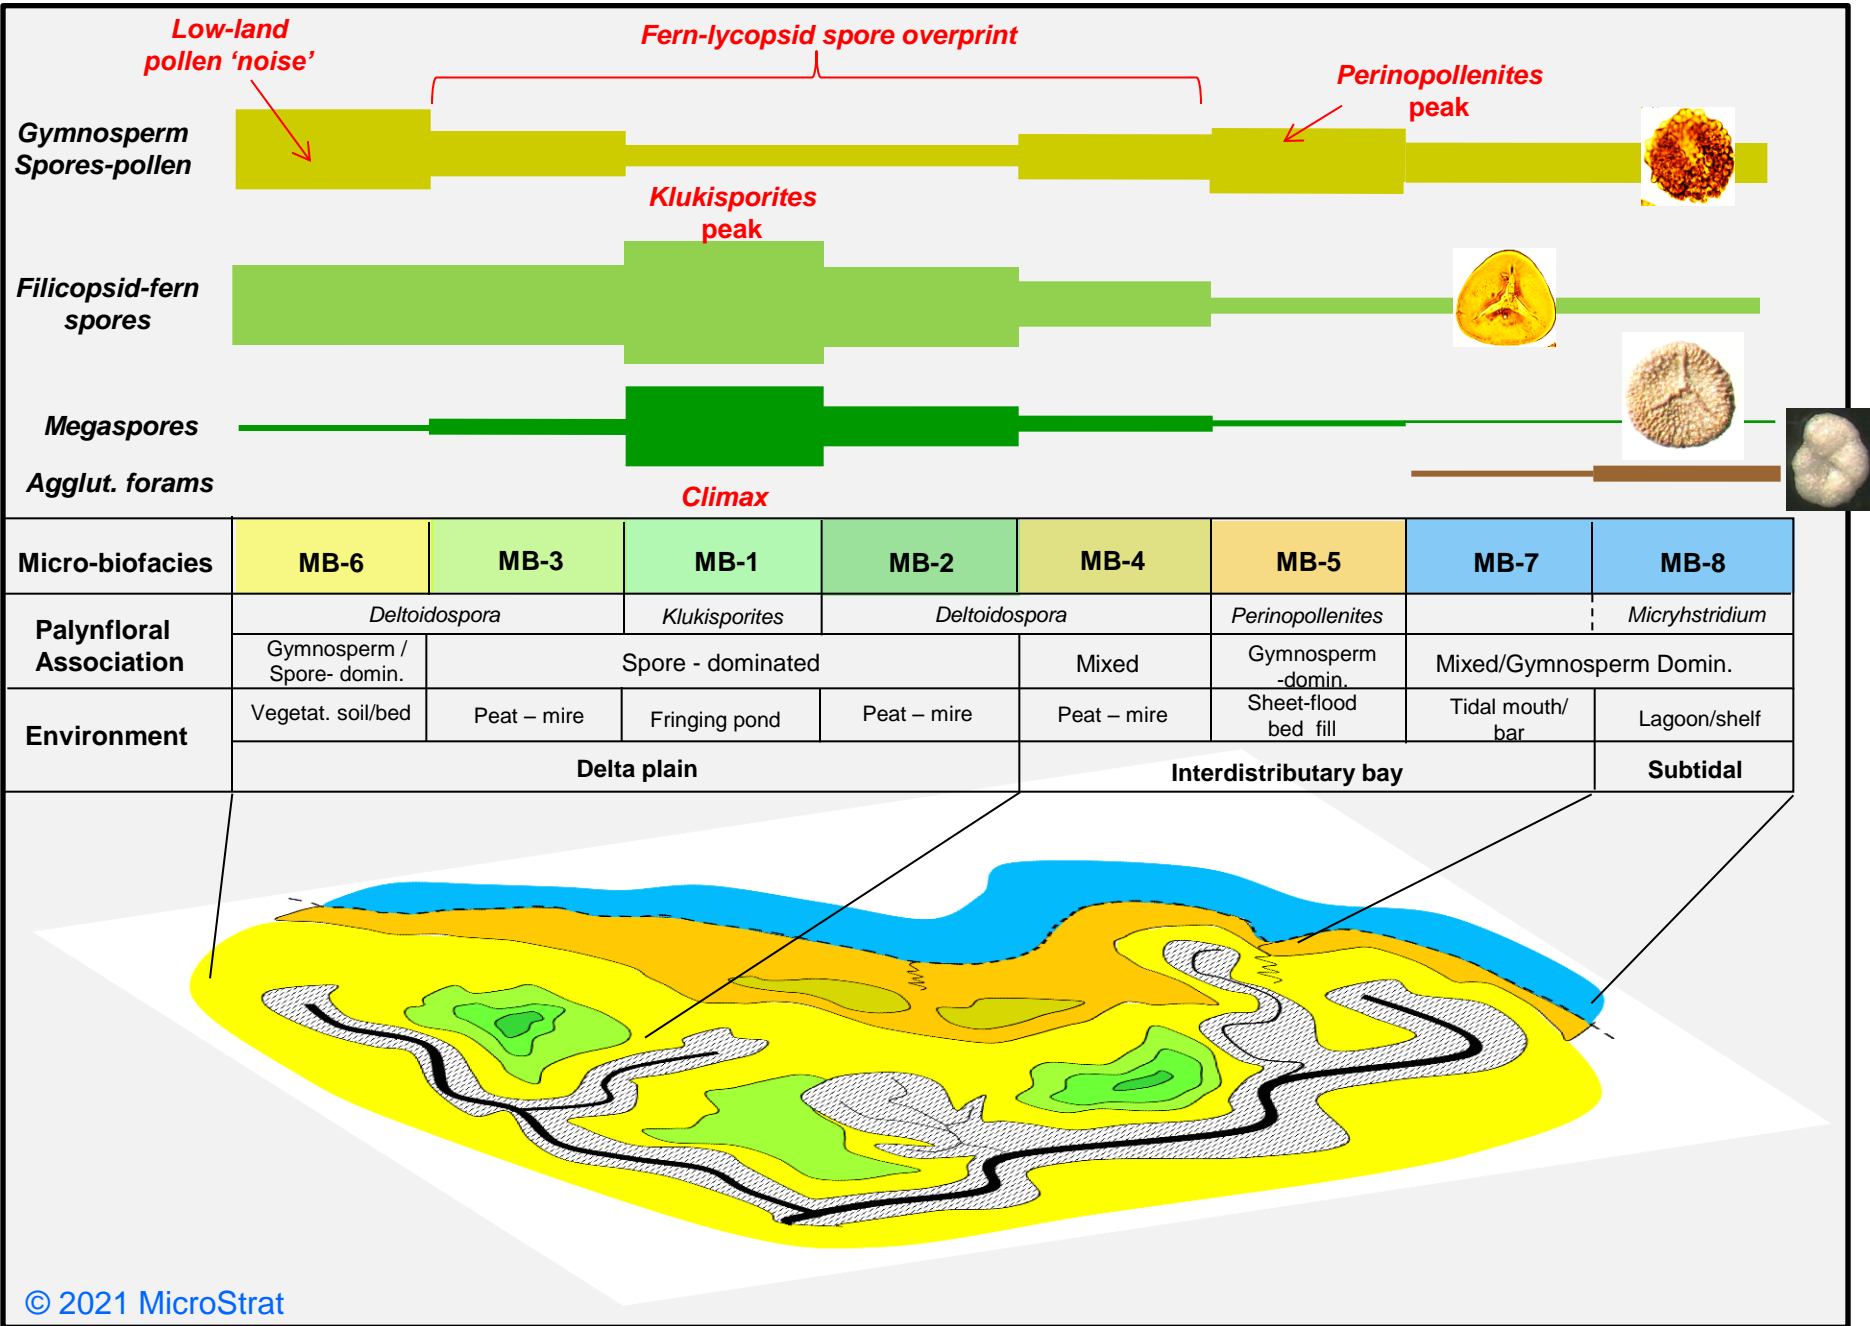 Low-land
pollen ‘noise’
Fern-lycopsid spore overprint
Perinopollenites
peak
Gymnosperm
Spores-pollen
Klukisporites
peak
Filicopsid-fern
spores
Megaspores
Agglut. forams
Climax
Micro-biofacies
MB-6
MB-3
MB-1
MB-2
MB-4
MB-5
MB-7
MB-8
Palynfloral
Association
Deltoidospora
Klukisporites
Deltoidospora
Perinopollenites
Micryhstridium
Gymnosperm /
Spore- domin.
Spore - dominated
Mixed
Gymnosperm
-domin.
Mixed/Gymnosperm Domin.
Environment
Vegetat. soil/bed
Peat – mire
Fringing pond
Peat – mire
Peat – mire
Sheet-flood
bed fill
Tidal mouth/
bar
Lagoon/shelf
Delta plain
Interdistributary bay
Subtidal
© 2021 MicroStrat